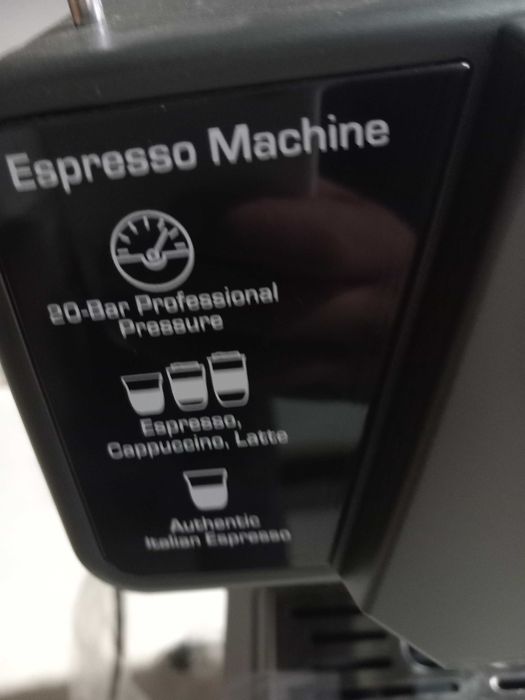 Espresso Machine
20-Bar Professional
Pressure
Espresso,
Cappuccino, Latte
Authentic
Italian Espresso